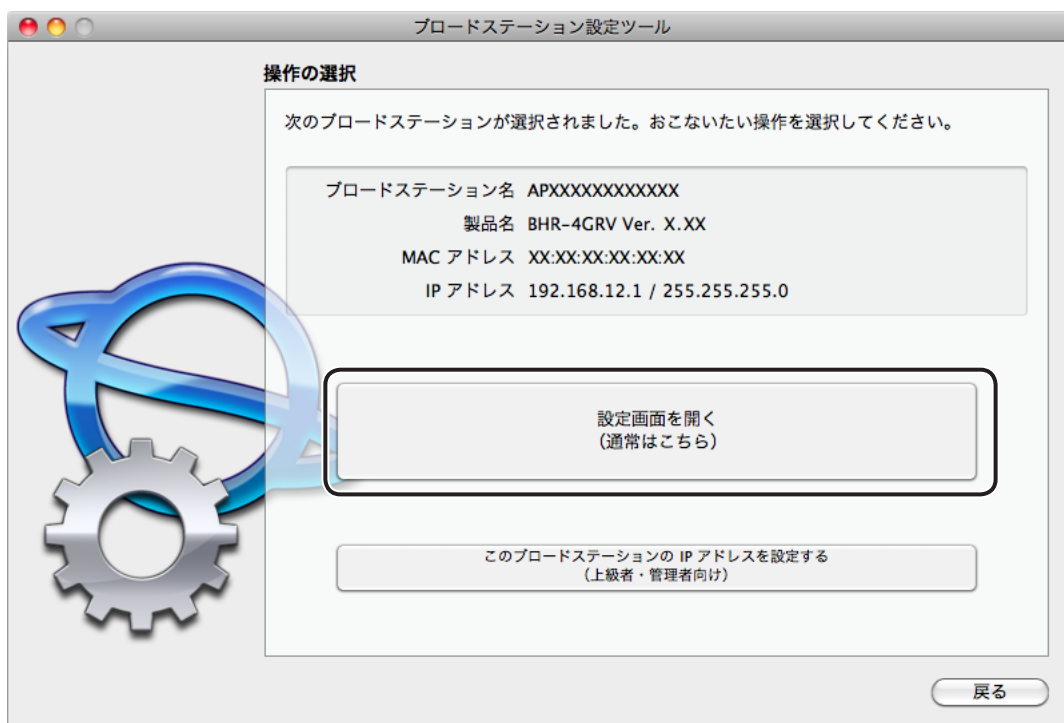 ブロードステーション設定ツール
操作の選択
次のブロードステーションが選択されました。おこないたい操作を選択してください。
ブロードステーション名 APXXXXXXXXXXXX
製品名 BHR-4GRV Ver. X.XX
MAC アドレス XX:XX:XX:XX:XX:XX
IP アドレス 192.168.12.1 / 255.255.255.0
設定画面を開く
（通常はこちら）
このブロードステーションの IP アドレスを設定する
（上級者・管理者向け）
戻る